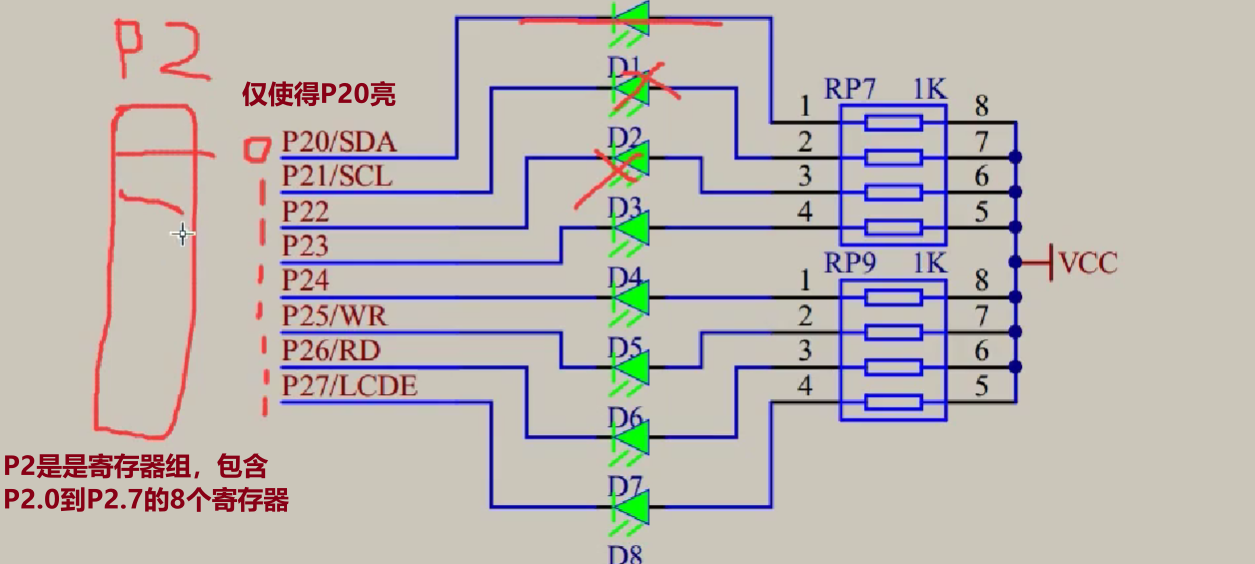 P2
仅使得P20亮
0
P20/SDA
P21/SCL
P22
P23
P24
P25/WR
P26/RD
P27/LCDE
D1
D2
D3
D4
D5
D6
D7
D8
RP7 1K
1 8
2 7
3 6
4 5
RP9 1K
1 8
2 7
3 6
4 5
VCC
P2是是寄存器组，包含
P2.0到P2.7的8个寄存器